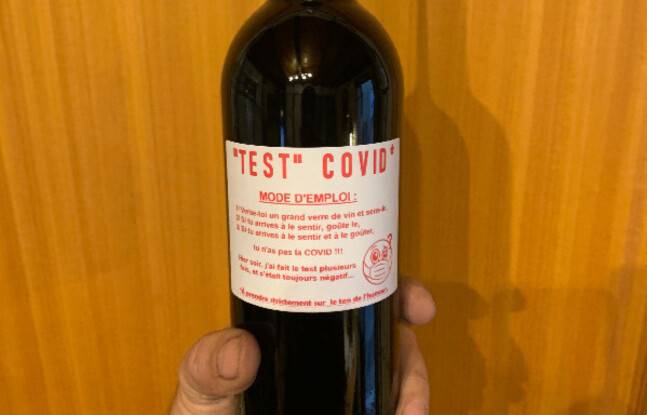 "TEST" COVID*
MODE D'EMPLOI :
1/ Verse-toi un grand verre de vin et sens-le,
2/ Si tu arrives à le sentir, goûte le,
3/ Si tu arrives à le sentir et à le goûter,
tu n'as pas la COVID !!!
Hier soir, j'ai fait le test plusieurs
fois, et s'était toujours négatif...
*A prendre strictement sur le ton de l'humour.